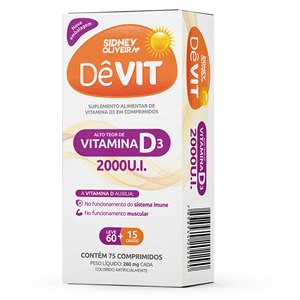 Nova
embalagem
SIDNEY
OLIVEIRA
DêVIT
SUPLEMENTO ALIMENTAR DE
VITAMINA D3 EM COMPRIMIDOS
ALTO TEOR DE
VITAMINA D3
2000U.I.
A VITAMINA D AUXILIA:
No funcionamento do sistema imune
No funcionamento muscular
LEVE
60 + 15
GRÁTIS
CONTÉM 75 COMPRIMIDOS
PESO LÍQUIDO: 260 mg CADA
COLORIDO ARTIFICIALMENTE
DêVIT
VITAMINA D3
2000U.I.